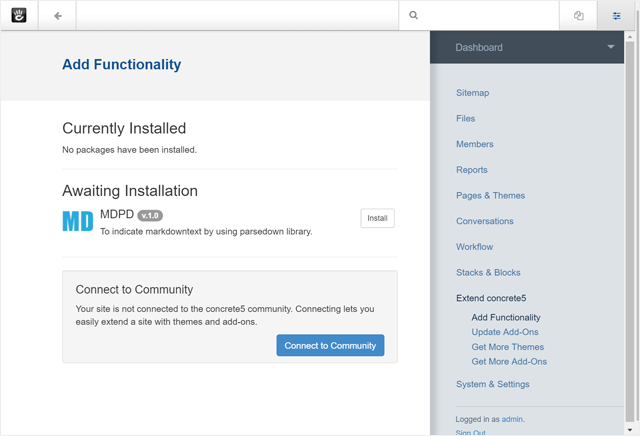 Add Functionality
Currently Installed
No packages have been installed.
Awaiting Installation
MD
MDPD v.1.0
To indicate markdowntext by using parsedown library.
Install
Connect to Community
Your site is not connected to the concrete5 community. Connecting lets you
easily extend a site with themes and add-ons.
Connect to Community
Dashboard
Sitemap
Files
Members
Reports
Pages & Themes
Conversations
Workflow
Stacks & Blocks
Extend concrete5
Add Functionality
Update Add-Ons
Get More Themes
Get More Add-Ons
System & Settings
Logged in as admin.
Sign Out